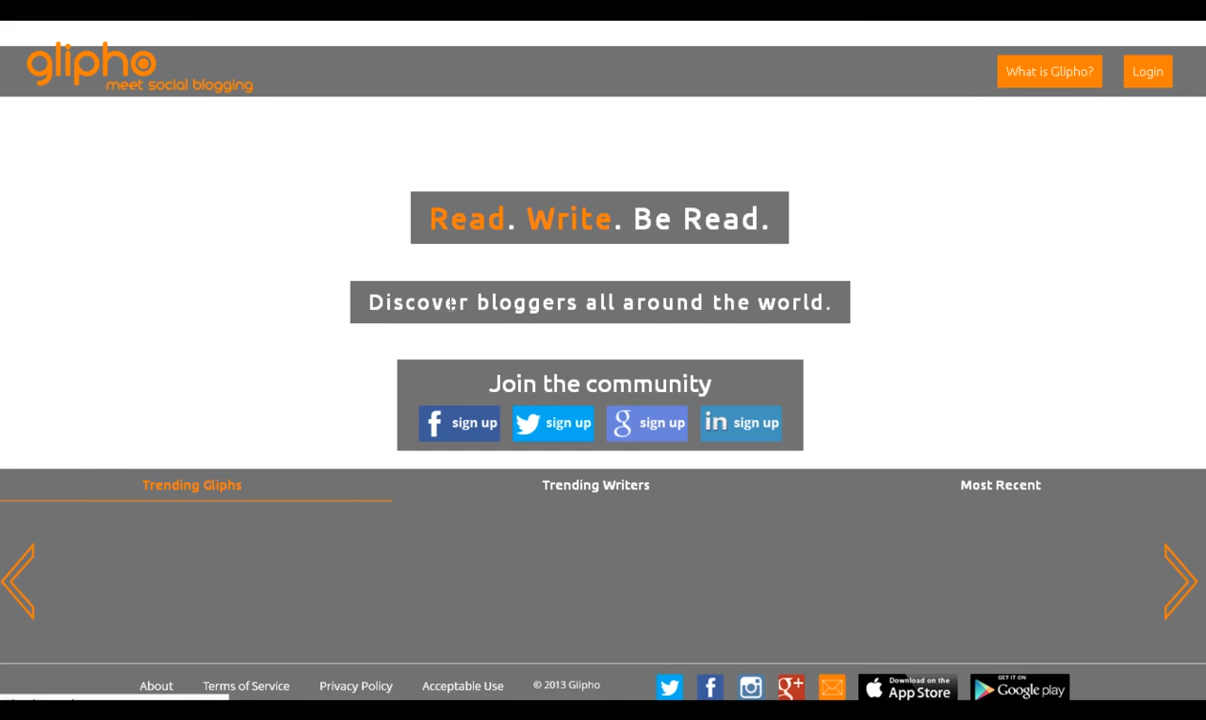 glipho
meet social blogging
What is Glipho?
Login
Read. Write. Be Read.
Discover bloggers all around the world.
Join the community
f sign up
sign up
g sign up
in sign up
Trending Gliphs
Trending Writers
Most Recent
About
Terms of Service
Privacy Policy
Acceptable Use
© 2013 Glipho
f
g+
Download on the
App Store
GET IT ON
Google play